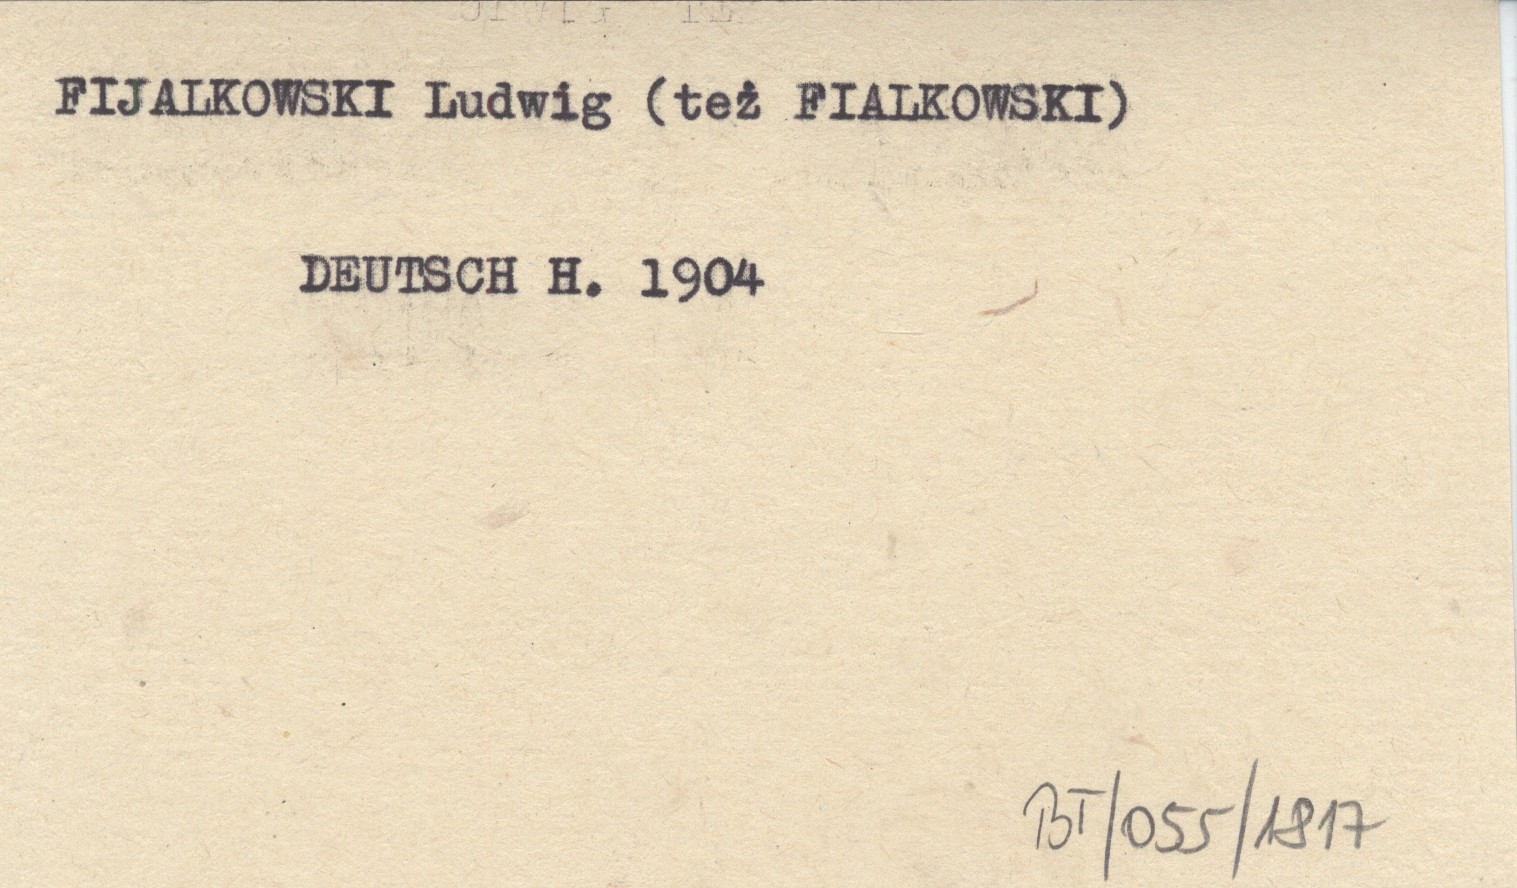 FIJALKOWSKI Ludwig (też FIALKOWSKI)
DEUTSCH H. 1904
BT/055/1817